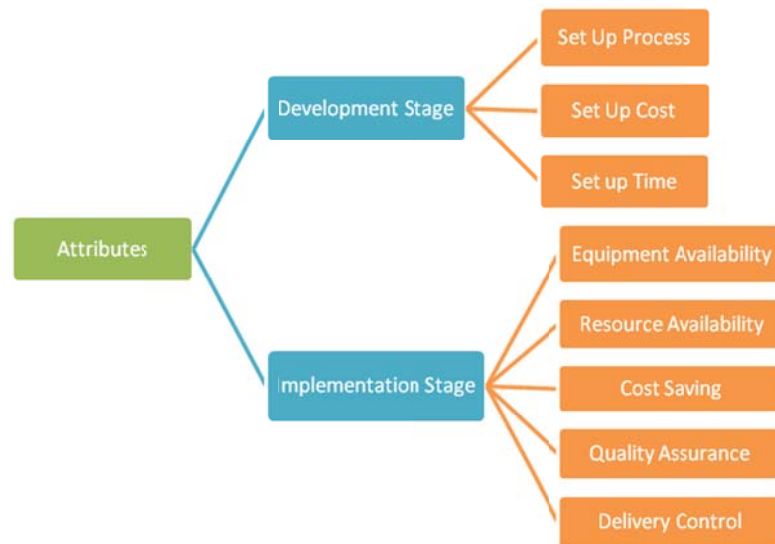 Attributes
Development Stage
Set Up Process
Set Up Cost
Set up Time
Implementation Stage
Equipment Availability
Resource Availability
Cost Saving
Quality Assurance
Delivery Control